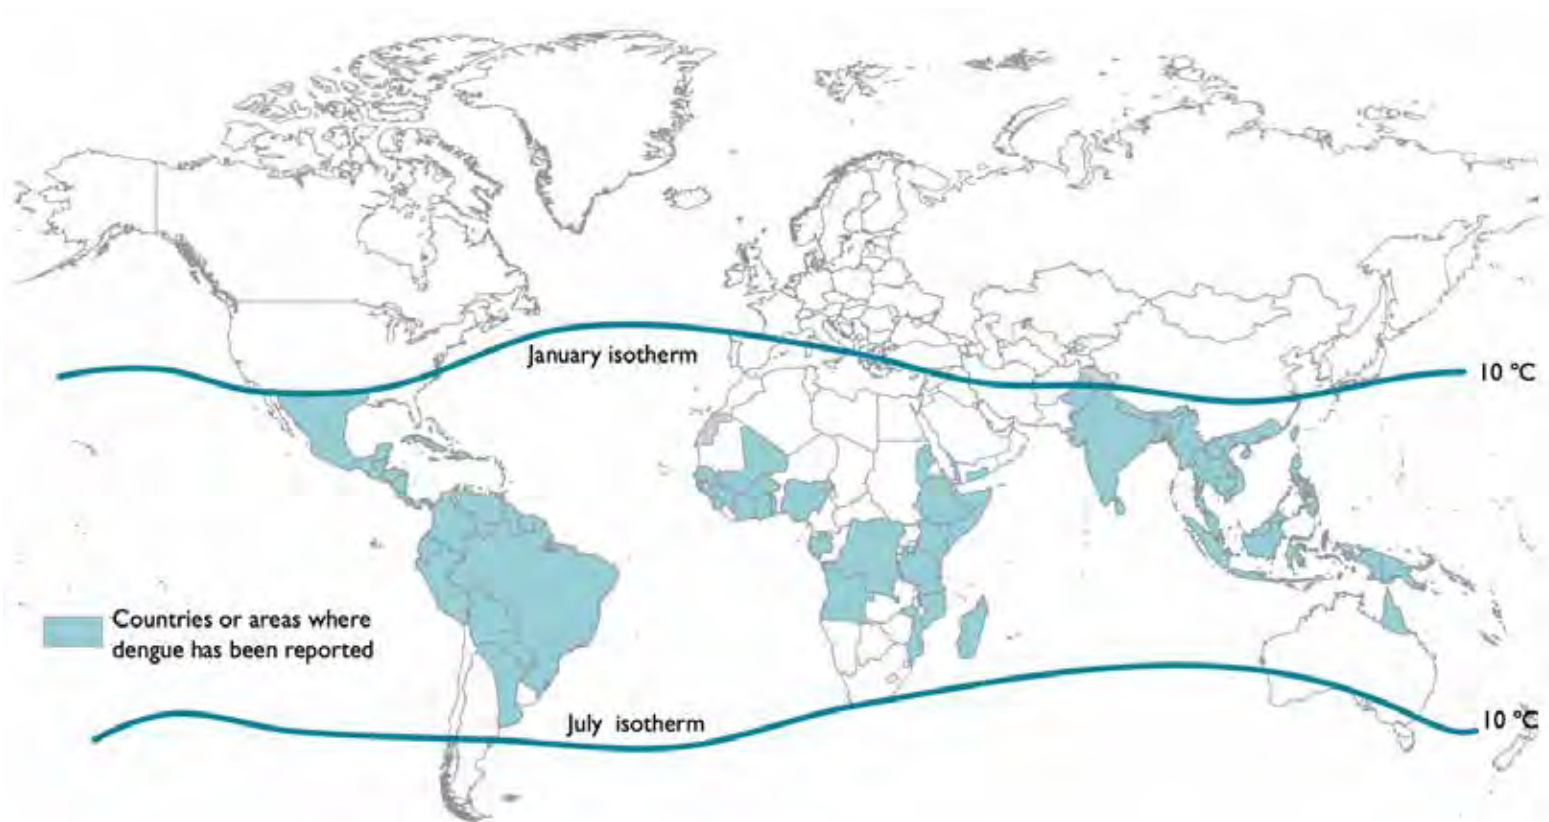 January isotherm
10 °C
Countries or areas where
dengue has been reported
July isotherm
10 °C